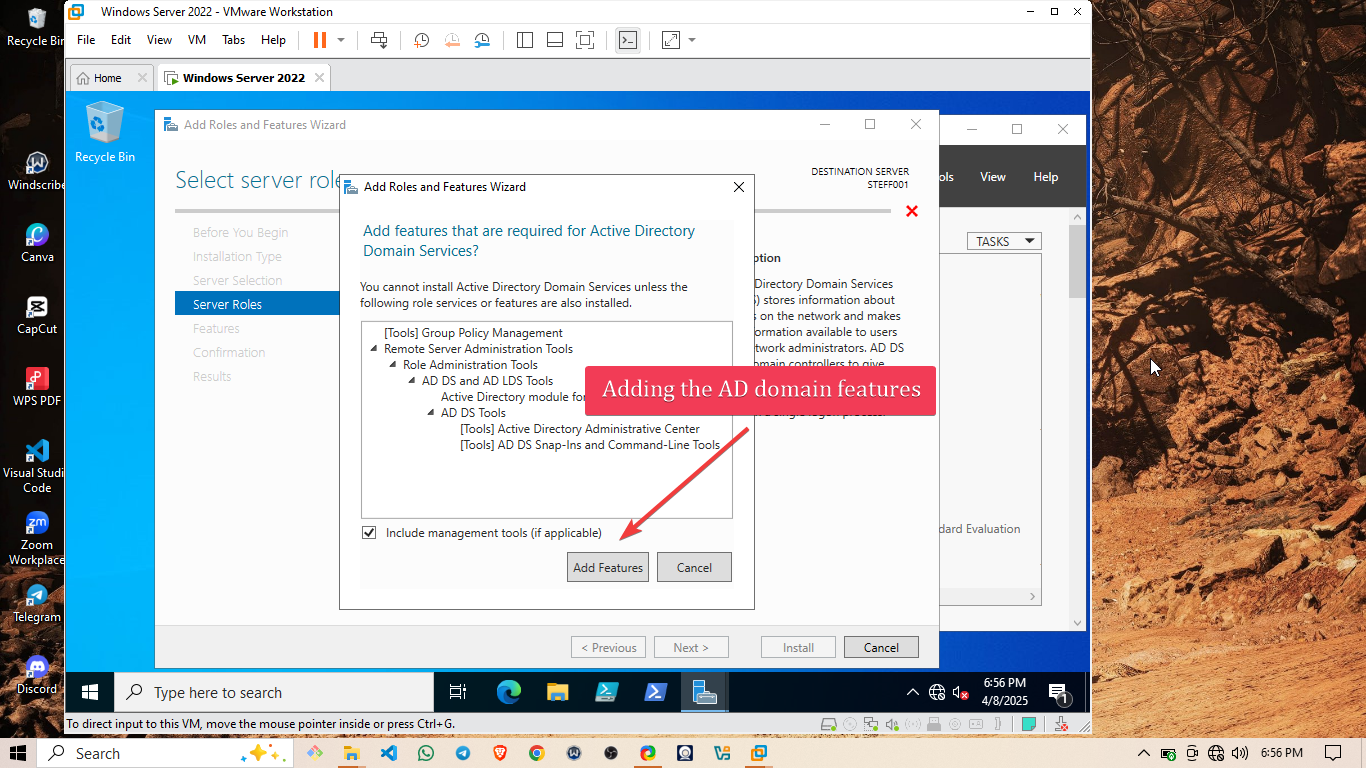 Windows Server 2022 - VMware Workstation
File Edit View VM Tabs Help
Home
Windows Server 2022
Recycle Bin
Windscribe
Canva
CapCut
WPS PDF
Visual Studi
Code
Zoom
Workplace
Telegram
Discord
Recycle Bin
Add Roles and Features Wizard
Select server role
DESTINATION SERVER
STEFF001
Before You Begin
Installation Type
Server Selection
Server Roles
Features
Confirmation
Results
Add Roles and Features Wizard
Add features that are required for Active Directory
Domain Services?
You cannot install Active Directory Domain Services unless the
following role services or features are also installed.
[Tools] Group Policy Management
Remote Server Administration Tools
Role Administration Tools
AD DS and AD LDS Tools
Active Directory module for
AD DS Tools
[Tools] Active Directory Administrative Center
[Tools] AD DS Snap-Ins and Command-Line Tools
Include management tools (if applicable)
Add Features Cancel
Adding the AD domain features
ption
Directory Domain Services
) stores information about
s on the network and makes
ormation available to users
twork administrators. AD DS
omain controllers to give
a single logon process.
< Previous Next > Install Cancel
ols View Help
TASKS
dard Evaluation
Type here to search
6:56 PM
4/8/2025
1
To direct input to this VM, move the mouse pointer inside or press Ctrl+G.
Search
6:56 PM